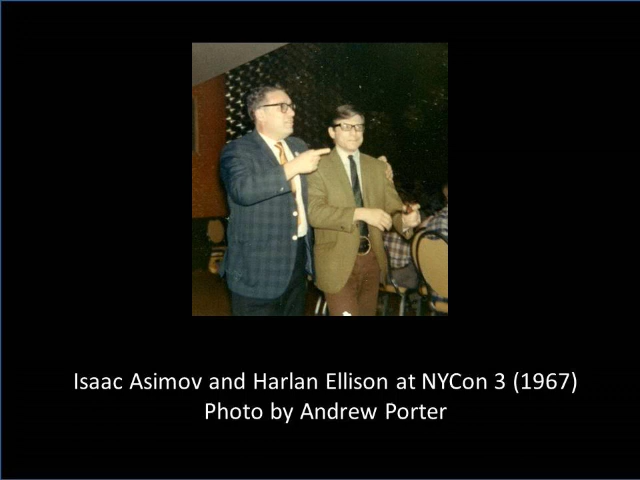 Isaac Asimov and Harlan Ellison at NYCon 3 (1967)
Photo by Andrew Porter